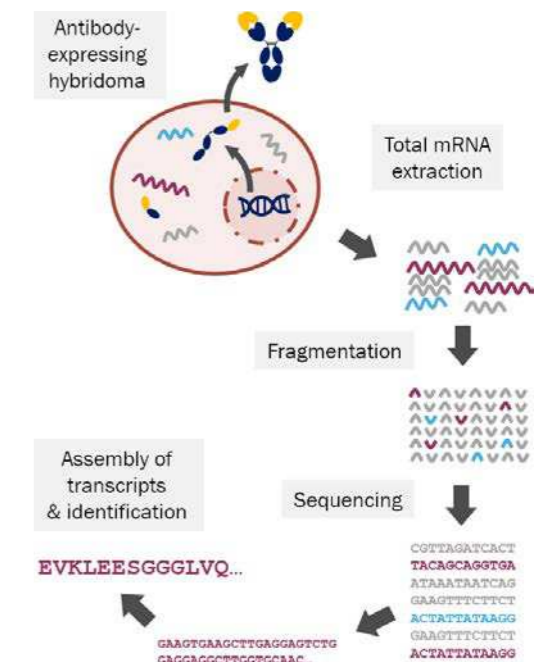 Antibody-
expressing
hybridoma
Total mRNA
extraction
Fragmentation
Sequencing
CGTTAGATCACT
TACAGCAGGTGA
ATAAATAATCAG
GAAGTTTCTTCT
ACTATTATAAGG
GAAGTTTCTTCT
ACTATTATAAGG
Assembly of
transcripts
& identification
EVKLEESGGGLVQ...
GAAGTGAAGCTTGAGGAGTCTG
GAGGAGGCTTGGTGCAAC..